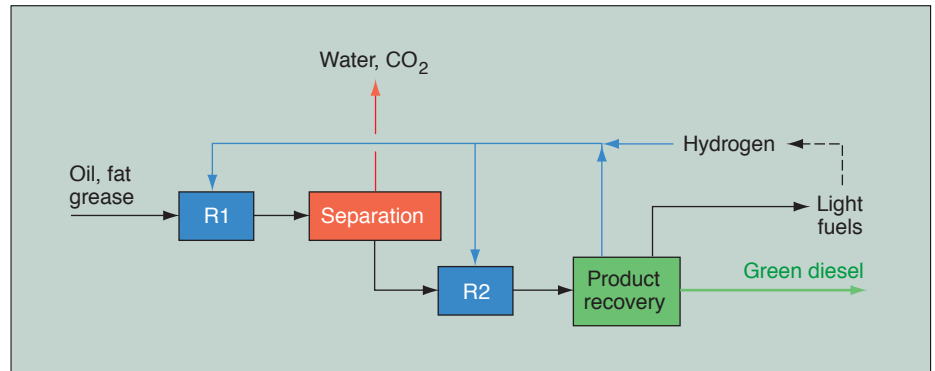 Water, CO2
Hydrogen
Oil, fat
grease
R1
Separation
Light
fuels
Green diesel
R2
Product
recovery